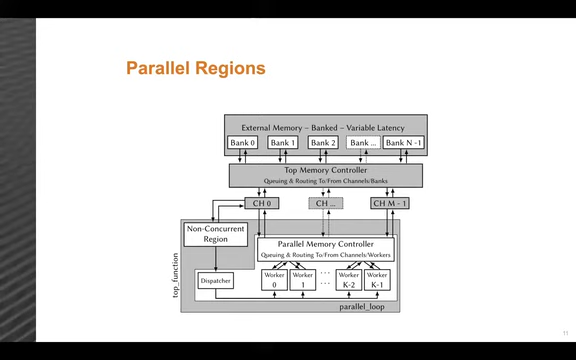 Parallel Regions
External Memory – Banked – Variable Latency
Bank 0 Bank 1 Bank 2 Bank ... Bank N -1
Top Memory Controller
Queuing & Routing To/From Channels/Banks
CH 0 CH ... CH M - 1
Non-Concurrent
Region
Parallel Memory Controller
Queuing & Routing To/From Channels/Workers
Dispatcher
Worker
0
Worker
1
...
...
Worker
K-2
Worker
K-1
top_function
parallel_loop
11